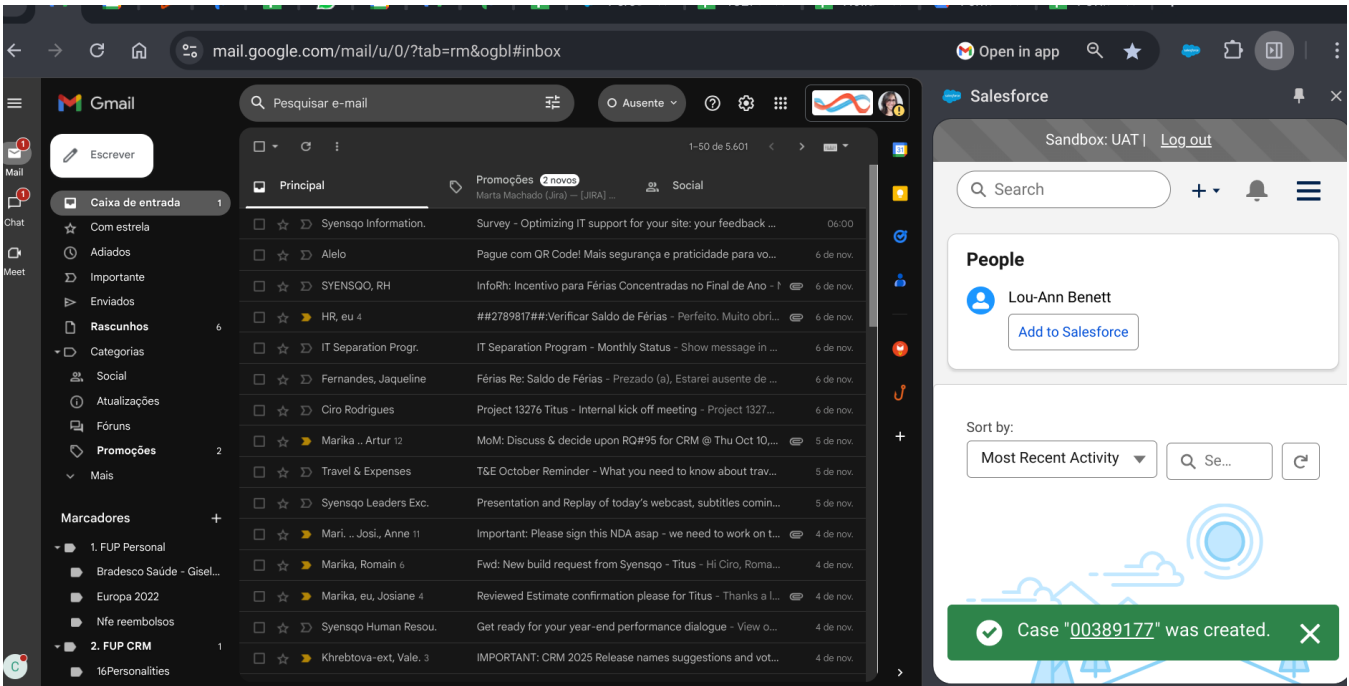 mail.google.com/mail/u/0/?tab=rm&ogbl#inbox
Open in app
Gmail
Pesquisar e-mail
Ausente
Salesforce
Sandbox: UAT | Log out
1
Mail
Escrever
1–50 de 5.601
Search
1
Chat
Meet
Principal
Promoções 2 novos
Marta Machado (Jira) — [JIRA] ...
Social
Caixa de entrada 1
Com estrela
Adiados
Importante
Enviados
Rascunhos 6
Categorias
Social
Atualizações
Fóruns
Promoções 2
Mais
Marcadores
1. FUP Personal
Bradesco Saúde - Gisel...
Europa 2022
Nfe reembolsos
2. FUP CRM 1
16Personalities
Syensqo Information. Survey - Optimizing IT support for your site: your feedback ... 06:00
Alelo Pague com QR Code! Mais segurança e praticidade para vo... 6 de nov.
SYENSQO, RH InfoRh: Incentivo para Férias Concentradas no Final de Ano - 6 de nov.
HR, eu 4 ##2789817##:Verificar Saldo de Férias - Perfeito. Muito obri... 6 de nov.
IT Separation Progr. IT Separation Program - Monthly Status - Show message in ... 6 de nov.
Fernandes, Jaqueline Férias Re: Saldo de Férias - Prezado (a), Estarei ausente de ... 6 de nov.
Ciro Rodrigues Project 13276 Titus - Internal kick off meeting - Project 1327... 6 de nov.
Marika .. Artur 12 MoM: Discuss & decide upon RQ#95 for CRM @ Thu Oct 10,... 5 de nov.
Travel & Expenses T&E October Reminder - What you need to know about trav... 5 de nov.
Syensqo Leaders Exc. Presentation and Replay of today's webcast, subtitles comin... 5 de nov.
Mari. .. Josi., Anne 11 Important: Please sign this NDA asap - we need to work on t... 4 de nov.
Marika, Romain 6 Fwd: New build request from Syensqo - Titus - Hi Ciro, Roma... 4 de nov.
Marika, eu, Josiane 4 Reviewed Estimate confirmation please for Titus - Thanks a l... 4 de nov.
Syensqo Human Resou. Get ready for your year-end performance dialogue - View o... 4 de nov.
Khrebtova-ext, Vale. 3 IMPORTANT: CRM 2025 Release names suggestions and vot... 4 de nov.
31
C
People
Lou-Ann Benett
Add to Salesforce
Sort by:
Most Recent Activity
Se...
Case "00389177" was created.